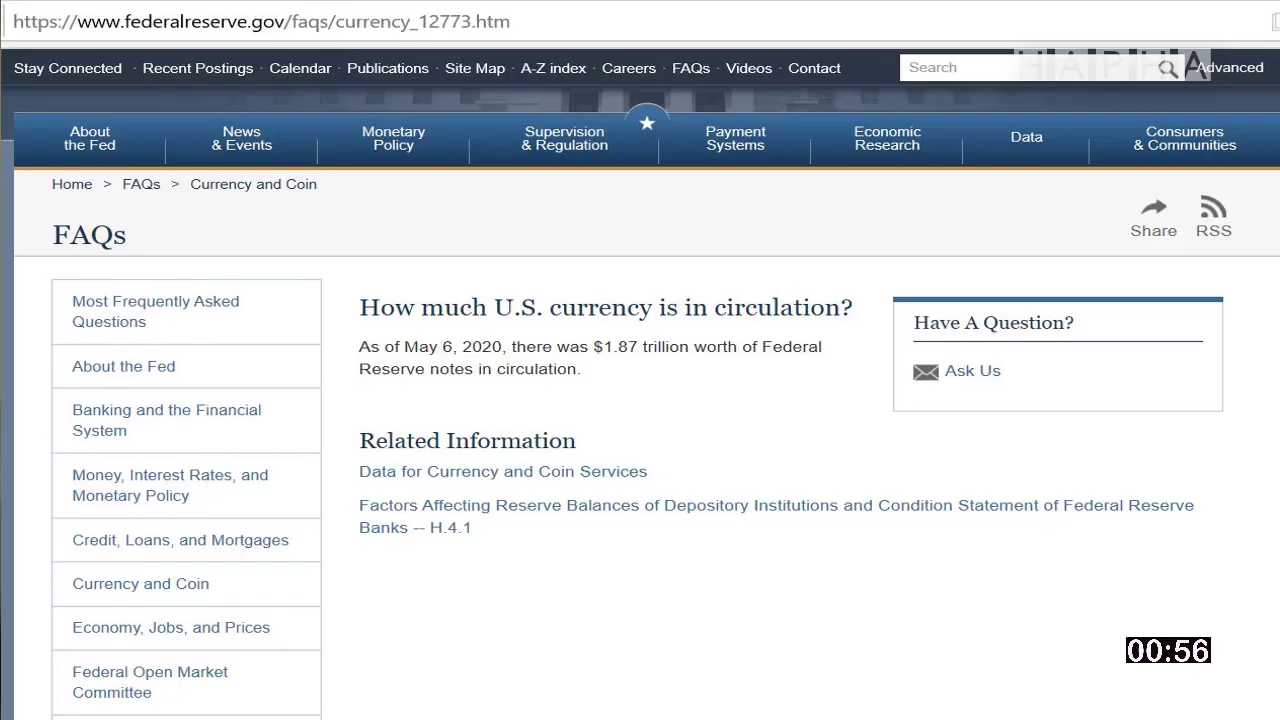 https://www.federalreserve.gov/faqs/currency_12773.htm
Stay Connected · Recent Postings · Calendar · Publications · Site Map · A-Z index · Careers · FAQs · Videos · Contact
Search
HAPHA
Advanced
About
the Fed
News
& Events
Monetary
Policy
Supervision
& Regulation
Payment
Systems
Economic
Research
Data
Consumers
& Communities
Home > FAQs > Currency and Coin
FAQs
Share
RSS
Most Frequently Asked
Questions
About the Fed
Banking and the Financial
System
Money, Interest Rates, and
Monetary Policy
Credit, Loans, and Mortgages
Currency and Coin
Economy, Jobs, and Prices
Federal Open Market
Committee
How much U.S. currency is in circulation?
As of May 6, 2020, there was $1.87 trillion worth of Federal
Reserve notes in circulation.
Related Information
Data for Currency and Coin Services
Factors Affecting Reserve Balances of Depository Institutions and Condition Statement of Federal Reserve
Banks -- H.4.1
Have A Question?
Ask Us
00:56